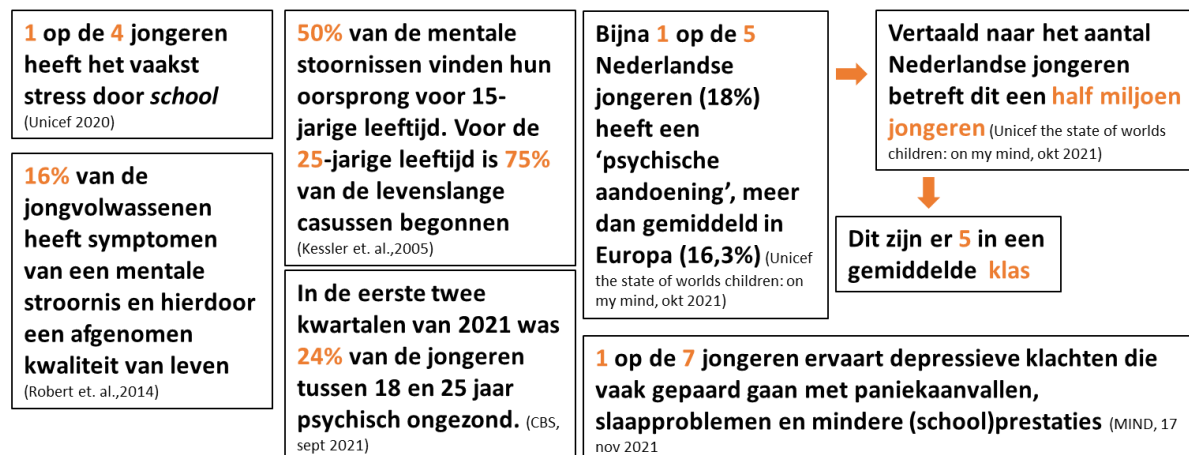 1 op de 4 jongeren
heeft het vaakst
stress door school
(Unicef 2020)
16% van de
jongvolwassenen
heeft symptomen
van een mentale
stroornis en hierdoor
een afgenomen
kwaliteit van leven
(Robert et. al.,2014)
50% van de mentale
stoornissen vinden hun
oorsprong voor 15-
jarige leeftijd. Voor de
25-jarige leeftijd is 75%
van de levenslange
casussen begonnen
(Kessler et. al.,2005)
In de eerste twee
kwartalen van 2021 was
24% van de jongeren
tussen 18 en 25 jaar
psychisch ongezond. (CBS,
sept 2021)
Bijna 1 op de 5
Nederlandse
jongeren (18%)
heeft een
‘psychische
aandoening’, meer
dan gemiddeld in
Europa (16,3%) (Unicef
the state of worlds children: on
my mind, okt 2021)
Vertaald naar het aantal
Nederlandse jongeren
betreft dit een half miljoen
jongeren (Unicef the state of worlds
children: on my mind, okt 2021)
Dit zijn er 5 in een
gemiddelde klas
1 op de 7 jongeren ervaart depressieve klachten die
vaak gepaard gaan met paniekaanvallen,
slaapproblemen en mindere (school)prestaties (MIND, 17
nov 2021